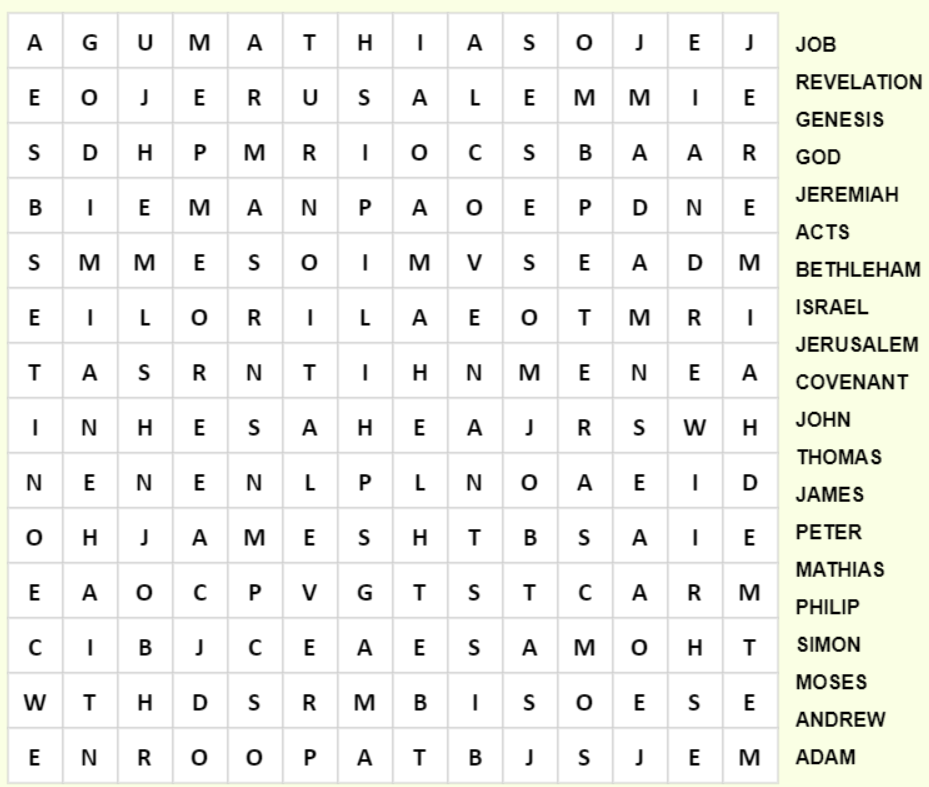 A G U M A T H I A S O J E J
E O J E R U S A L E M M I E
S D H P M R I O C S B A A R
B I E M A N P A O E P D N E
S M M E S O I M V S E A D M
E I L O R I L A E O T M R I
T A S R N T I H N M E N E A
I N H E S A H E A J R S W H
N E N E N L P L N O A E I D
O H J A M E S H T B S A I E
E A O C P V G T S T C A R M
C I B J C E A E S A M O H T
W T H D S R M B I S O E S E
E N R O O P A T B J S J E M
JOB
REVELATION
GENESIS
GOD
JEREMIAH
ACTS
BETHLEHAM
ISRAEL
JERUSALEM
COVENANT
JOHN
THOMAS
JAMES
PETER
MATHIAS
PHILIP
SIMON
MOSES
ANDREW
ADAM